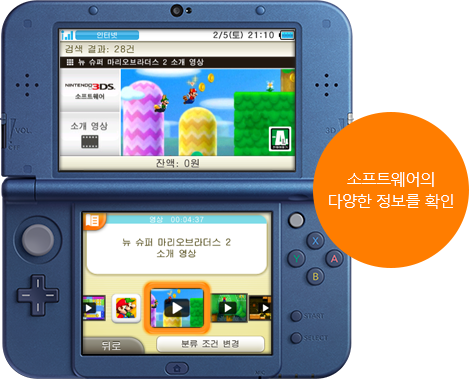 인터넷 2/5(토) 21:10
검색 결과: 28건
뉴 슈퍼 마리오브라더스 2 소개 영상
NINTENDO 3DS
소프트웨어
소개 영상
잔액: 0원
VOL.
3D
소프트웨어의
다양한 정보를 확인
영상 00:04:37
뉴 슈퍼 마리오브라더스 2
소개 영상
X
Y A
B
START
SELECT
뒤로 분류 조건 변경